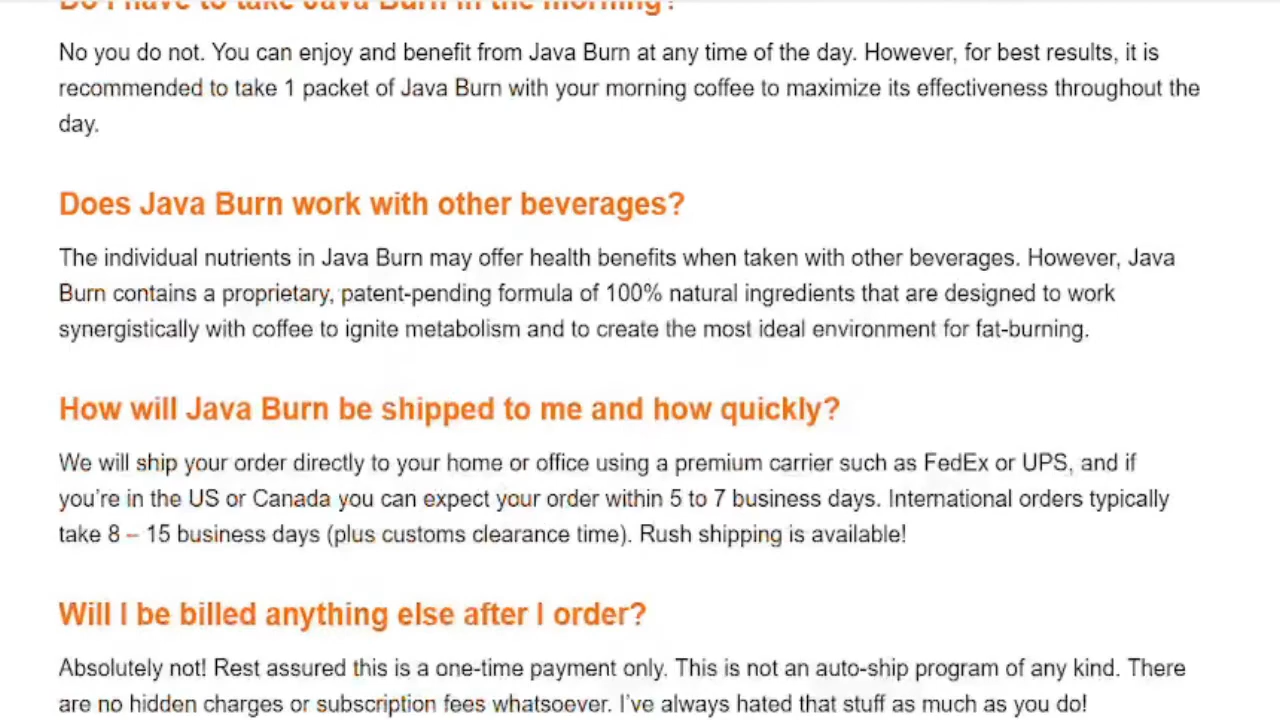 Do I have to take Java Burn in the morning?
No you do not. You can enjoy and benefit from Java Burn at any time of the day. However, for best results, it is
recommended to take 1 packet of Java Burn with your morning coffee to maximize its effectiveness throughout the
day.
Does Java Burn work with other beverages?
The individual nutrients in Java Burn may offer health benefits when taken with other beverages. However, Java
Burn contains a proprietary, patent-pending formula of 100% natural ingredients that are designed to work
synergistically with coffee to ignite metabolism and to create the most ideal environment for fat-burning.
How will Java Burn be shipped to me and how quickly?
We will ship your order directly to your home or office using a premium carrier such as FedEx or UPS, and if
you’re in the US or Canada you can expect your order within 5 to 7 business days. International orders typically
take 8 – 15 business days (plus customs clearance time). Rush shipping is available!
Will I be billed anything else after I order?
Absolutely not! Rest assured this is a one-time payment only. This is not an auto-ship program of any kind. There
are no hidden charges or subscription fees whatsoever. I’ve always hated that stuff as much as you do!